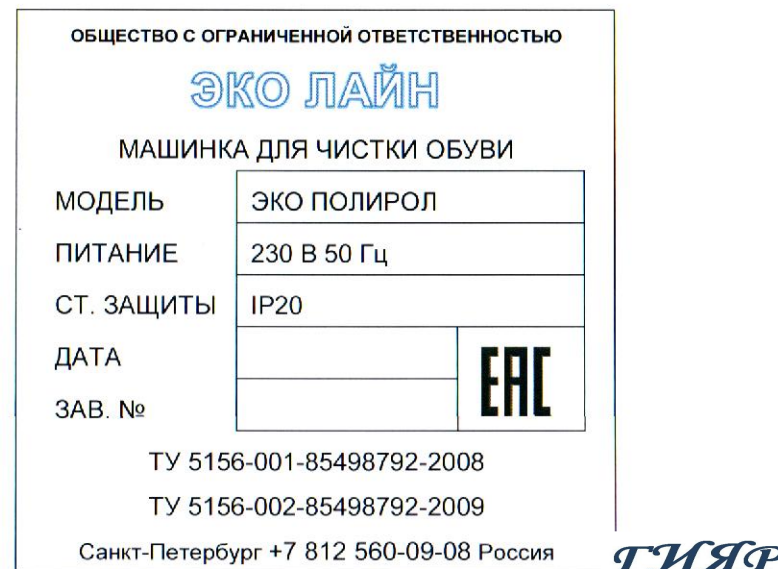 ОБЩЕСТВО С ОГРАНИЧЕННОЙ ОТВЕТСТВЕННОСТЬЮ
ЭКО ЛАЙН
МАШИНКА ДЛЯ ЧИСТКИ ОБУВИ
МОДЕЛЬ ЭКО ПОЛИРОЛ
ПИТАНИЕ 230 В 50 Гц
СТ. ЗАЩИТЫ IP20
ДАТА
ЗАВ. №
EAC
ТУ 5156-001-85498792-2008
ТУ 5156-002-85498792-2009
Санкт-Петербург +7 812 560-09-08 Россия